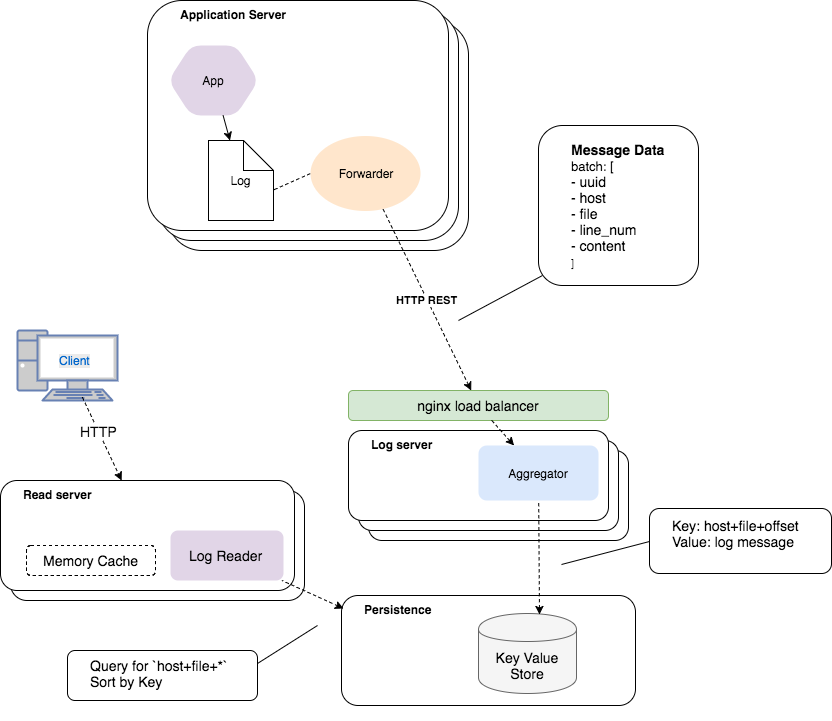 Application Server
App
Log
Forwarder
Message Data
batch: [
- uuid
- host
- file
- line_num
- content
]
HTTP REST
Client
HTTP
nginx load balancer
Log server
Aggregator
Read server
Memory Cache
Log Reader
Key: host+file+offset
Value: log message
Persistence
Key Value
Store
Query for `host+file+*`
Sort by Key